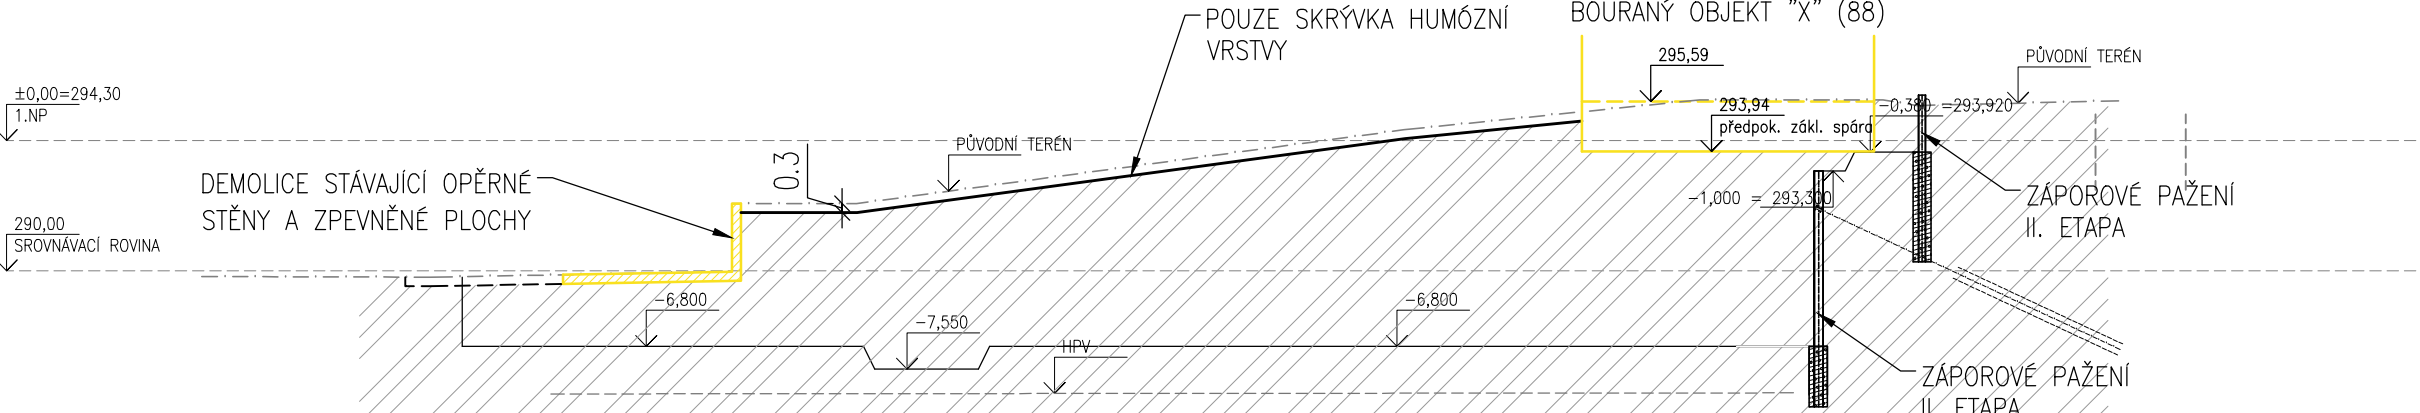 POUZE SKRÝVKA HUMÓZNÍ
VRSTVY
BOURANÝ OBJEKT "X" (88)
295,59
PŮVODNÍ TERÉN
±0,00=294,30
1.NP
293,94
předpok. zákl. spára
-0,380 =293,920
PŮVODNÍ TERÉN
0.3
DEMOLICE STÁVAJÍCÍ OPĚRNÉ
STĚNY A ZPEVNĚNÉ PLOCHY
-1,000 = 293,300
ZÁPOROVÉ PAŽENÍ
II. ETAPA
290,00
SROVNÁVACÍ ROVINA
-6,800
-7,550
-6,800
HPV
ZÁPOROVÉ PAŽENÍ
II. ETAPA